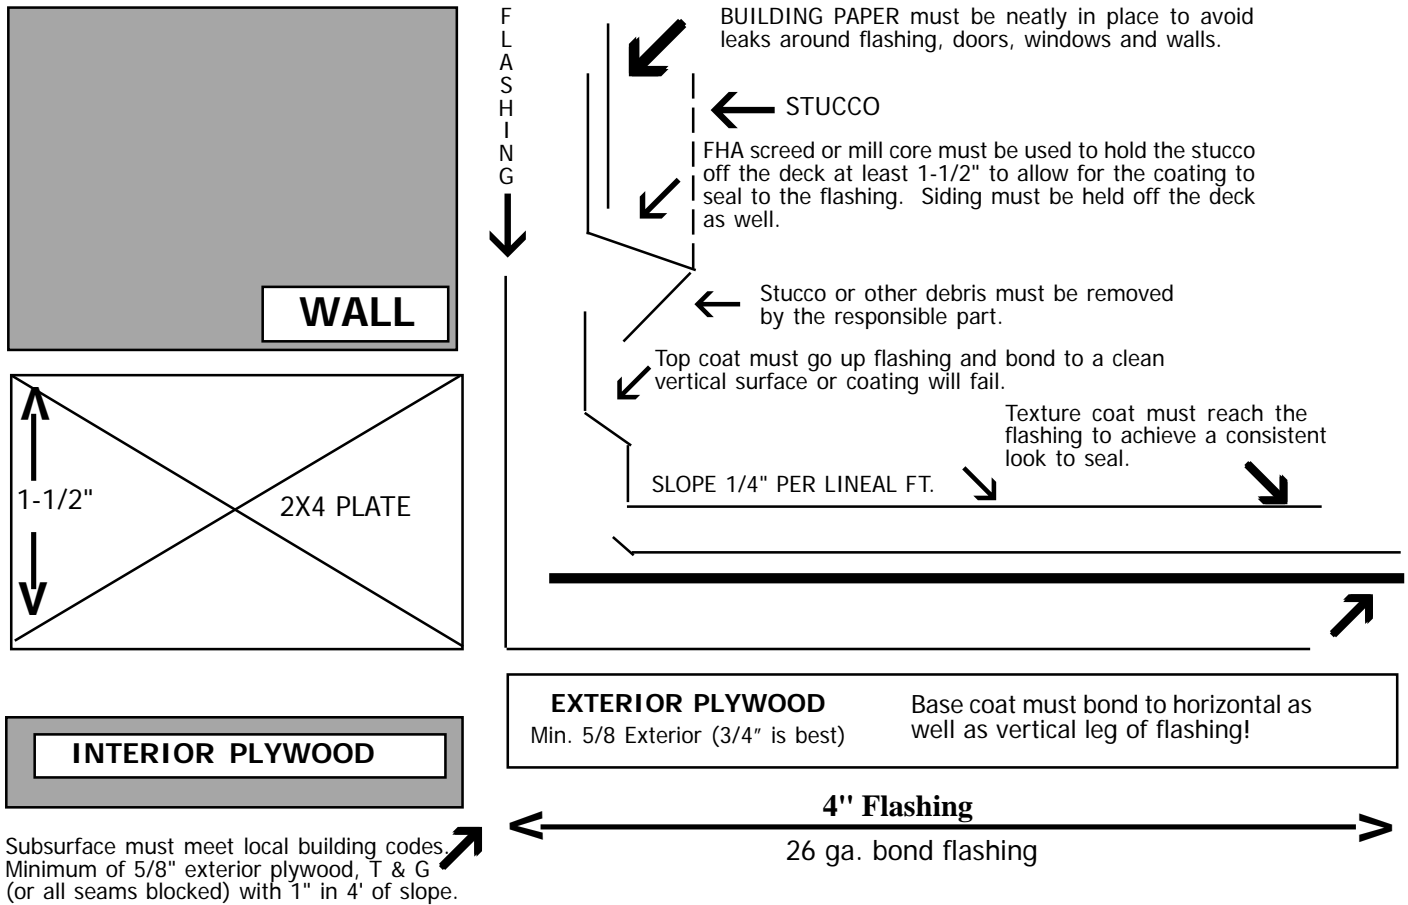 F
L
A
S
H
I
N
G
BUILDING PAPER must be neatly in place to avoid
leaks around flashing, doors, windows and walls.
STUCCO
FHA screed or mill core must be used to hold the stucco
off the deck at least 1-1/2" to allow for the coating to
seal to the flashing. Siding must be held off the deck
as well.
WALL
Stucco or other debris must be removed
by the responsible part.
Top coat must go up flashing and bond to a clean
vertical surface or coating will fail.
Texture coat must reach the
flashing to achieve a consistent
look to seal.
SLOPE 1/4" PER LINEAL FT.
1-1/2"
2X4 PLATE
EXTERIOR PLYWOOD
Min. 5/8 Exterior (3/4" is best)
Base coat must bond to horizontal as
well as vertical leg of flashing!
INTERIOR PLYWOOD
4" Flashing
26 ga. bond flashing
Subsurface must meet local building codes.
Minimum of 5/8" exterior plywood, T & G
(or all seams blocked) with 1" in 4' of slope.